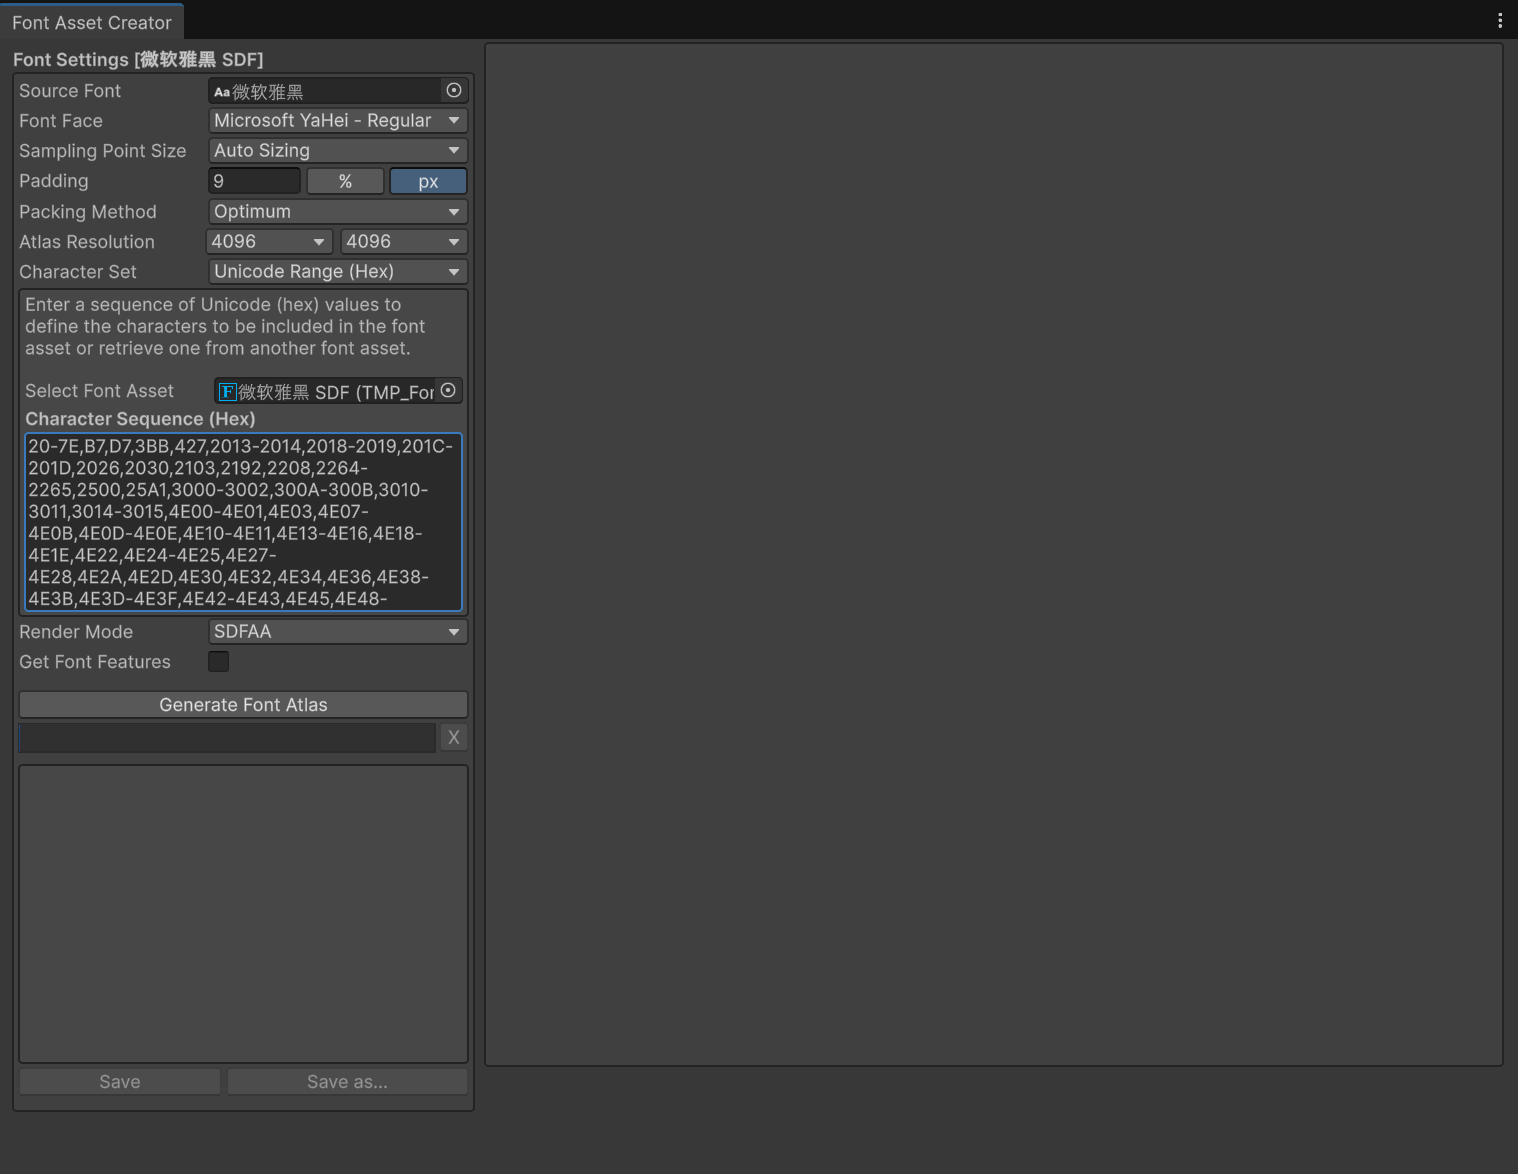 Font Asset Creator
Font Settings [微软雅黑 SDF]
Source Font
Aa 微软雅黑
Font Face
Microsoft YaHei - Regular
Sampling Point Size
Auto Sizing
Padding
9
%
px
Packing Method
Optimum
Atlas Resolution
4096
4096
Character Set
Unicode Range (Hex)
Enter a sequence of Unicode (hex) values to
define the characters to be included in the font
asset or retrieve one from another font asset.
Select Font Asset
F 微软雅黑 SDF (TMP_For
Character Sequence (Hex)
20-7E,B7,D7,3BB,427,2013-2014,2018-2019,201C-
201D,2026,2030,2103,2192,2208,2264-
2265,2500,25A1,3000-3002,300A-300B,3010-
3011,3014-3015,4E00-4E01,4E03,4E07-
4E0B,4E0D-4E0E,4E10-4E11,4E13-4E16,4E18-
4E1E,4E22,4E24-4E25,4E27-
4E28,4E2A,4E2D,4E30,4E32,4E34,4E36,4E38-
4E3B,4E3D-4E3F,4E42-4E43,4E45,4E48-
Render Mode
SDFAA
Get Font Features
Generate Font Atlas
X
Save
Save as...